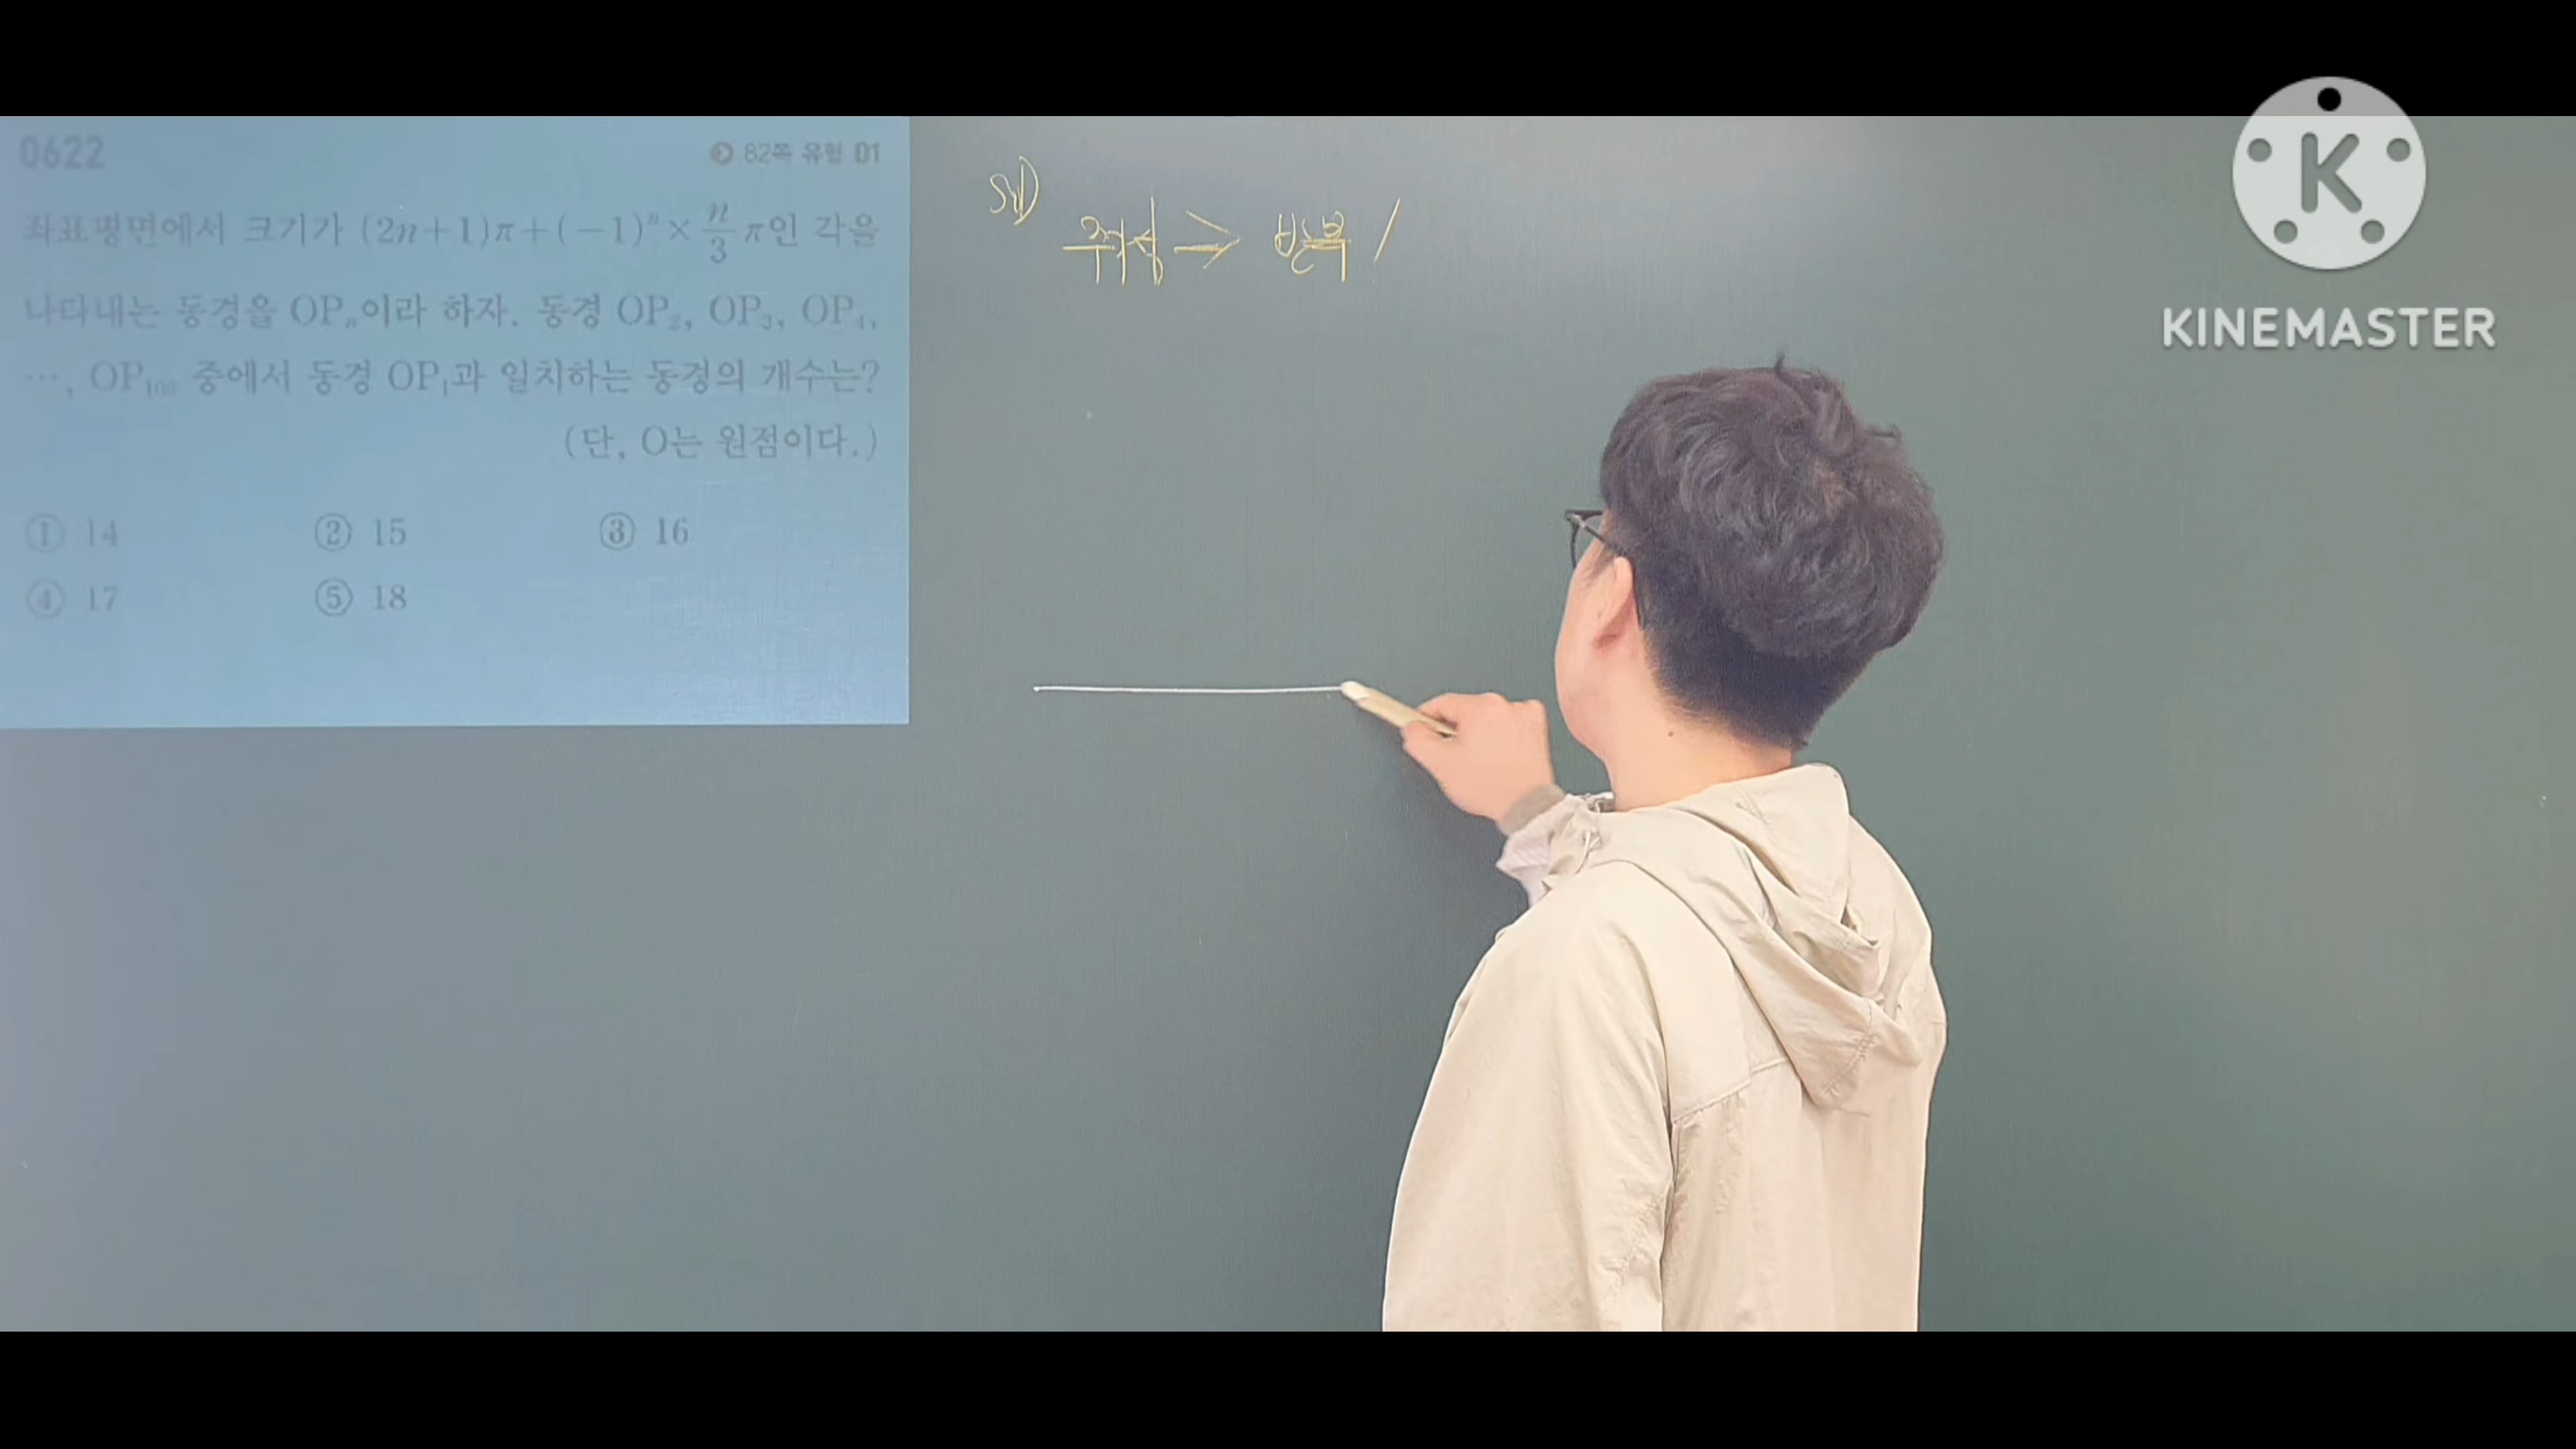 0622
82쪽 유형 01
좌표평면에서 크기가 (2n+1)π+(-1)ⁿ×n/3 π인 각을
나타내는 동경을 OPₙ이라 하자. 동경 OP₂, OP₃, OP₄,
…, OP₁₀₀ 중에서 동경 OP₁과 일치하는 동경의 개수는?
(단, O는 원점이다.)
① 14 ② 15 ③ 16
④ 17 ⑤ 18
sol)
규칙성 → 반복
K
KINEMASTER